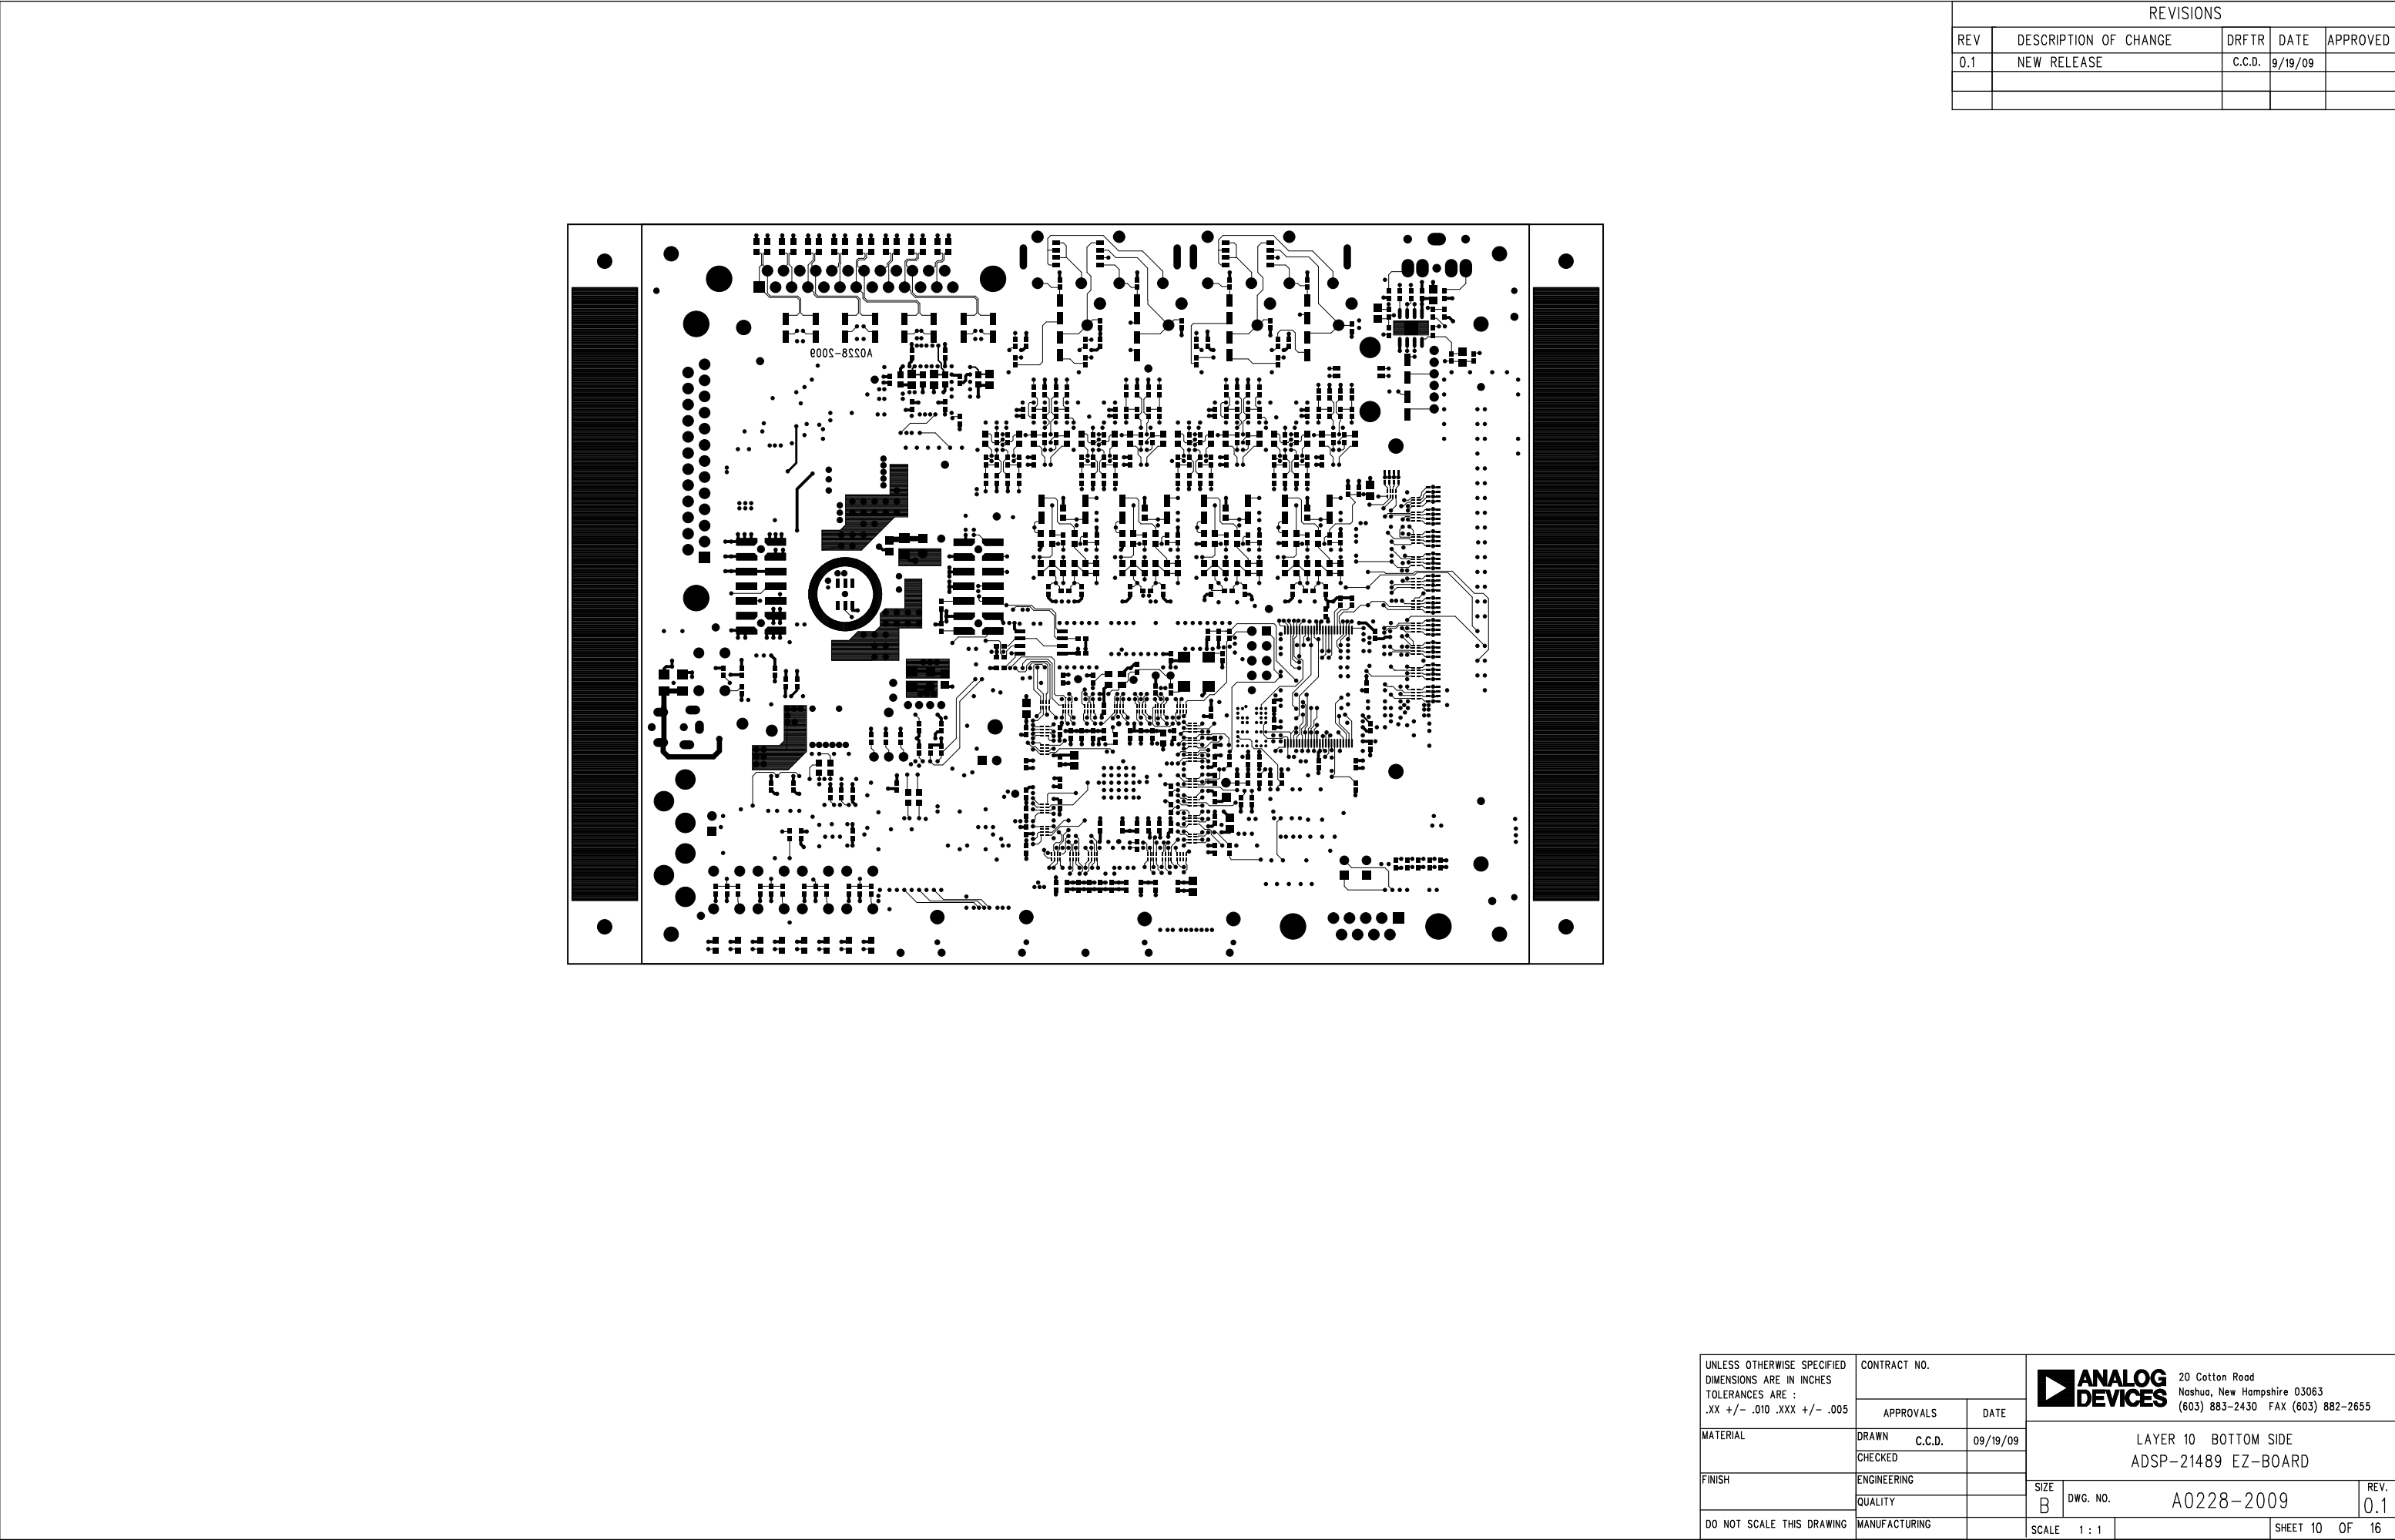 REVISIONS
REV DESCRIPTION OF CHANGE DRFTR DATE APPROVED
0.1 NEW RELEASE C.C.D. 9/19/09
A0228-2009
UNLESS OTHERWISE SPECIFIED
DIMENSIONS ARE IN INCHES
TOLERANCES ARE :
.XX +/- .010 .XXX +/- .005
CONTRACT NO.
APPROVALS DATE
MATERIAL
DRAWN C.C.D. 09/19/09
CHECKED
FINISH
ENGINEERING
QUALITY
DO NOT SCALE THIS DRAWING
MANUFACTURING
ANALOG
DEVICES
20 Cotton Road
Nashua, New Hampshire 03063
(603) 883-2430 FAX (603) 882-2655
LAYER 10 BOTTOM SIDE
ADSP-21489 EZ-BOARD
SIZE
B
DWG. NO.
A0228-2009
REV.
0.1
SCALE 1 : 1
SHEET 10 OF 16